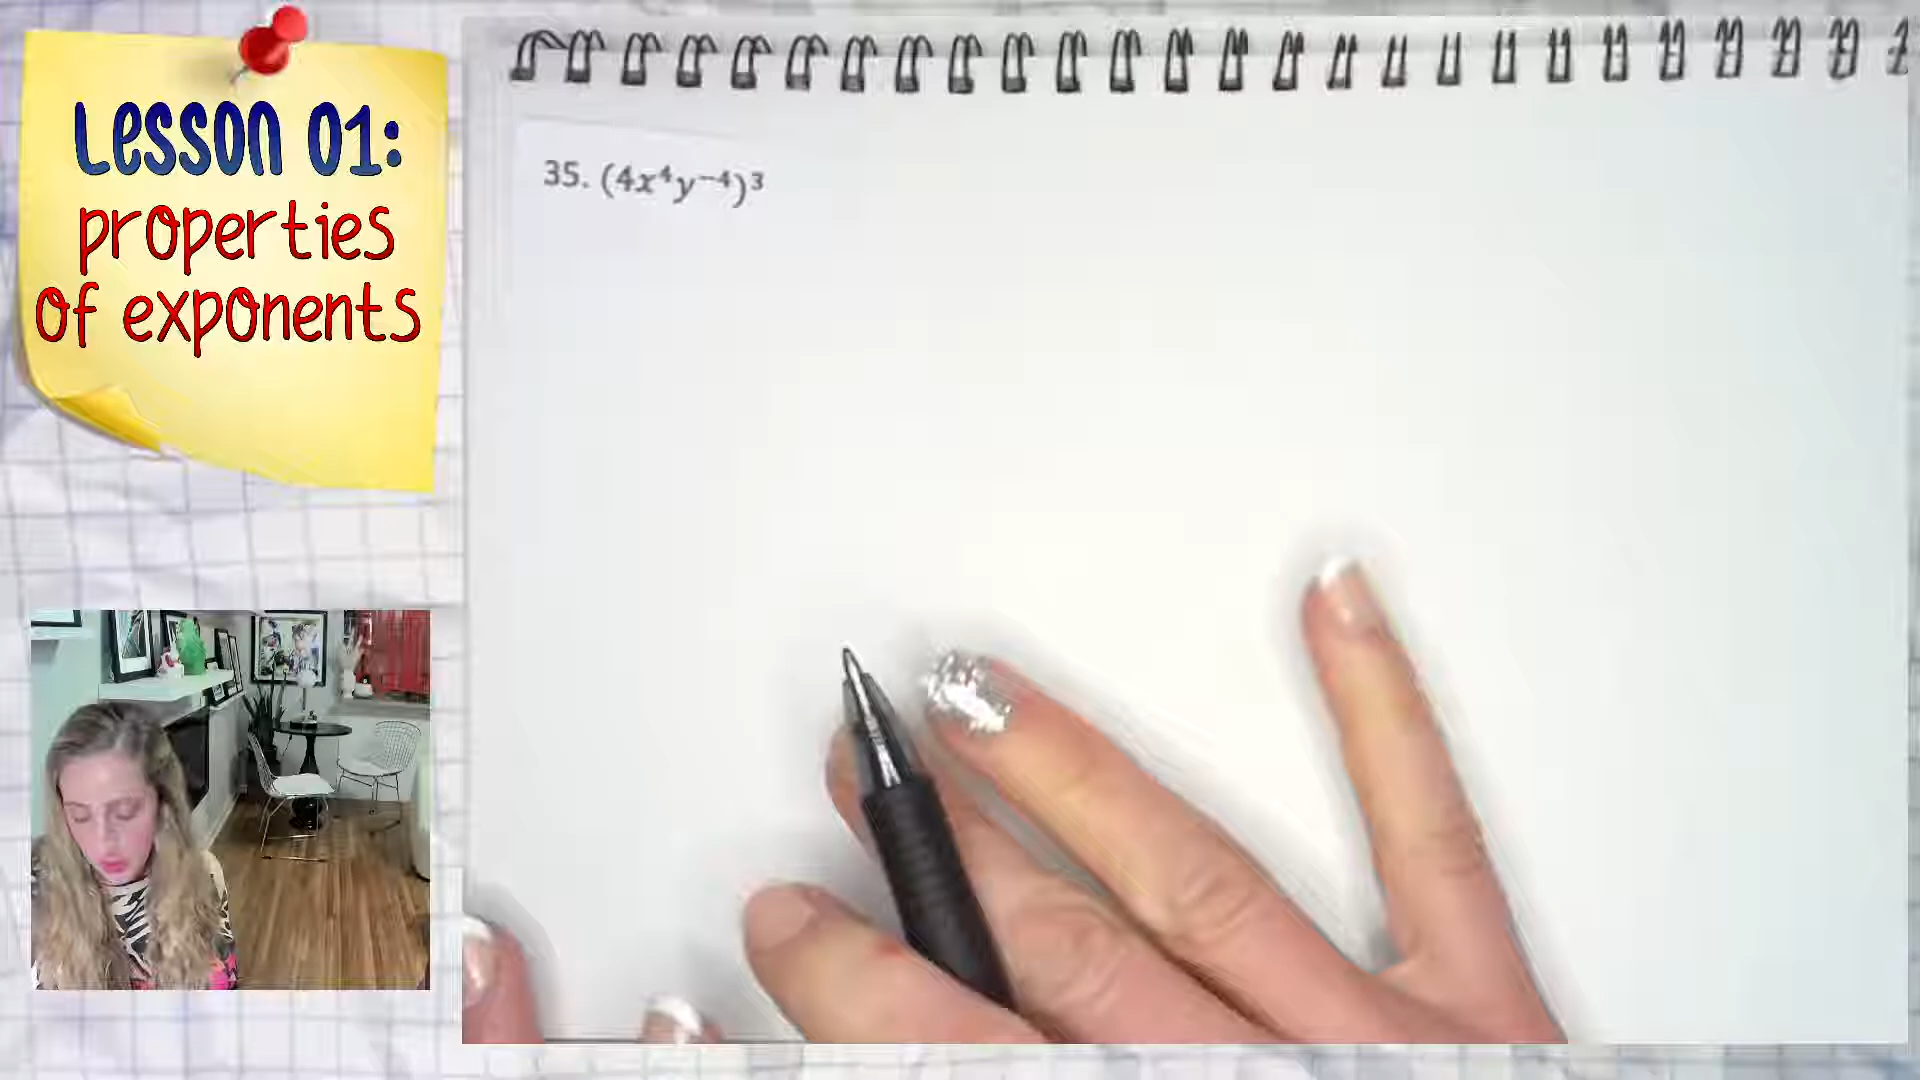 Lesson 01:
properties
of exponents
35. (4x⁴y⁻⁴)³